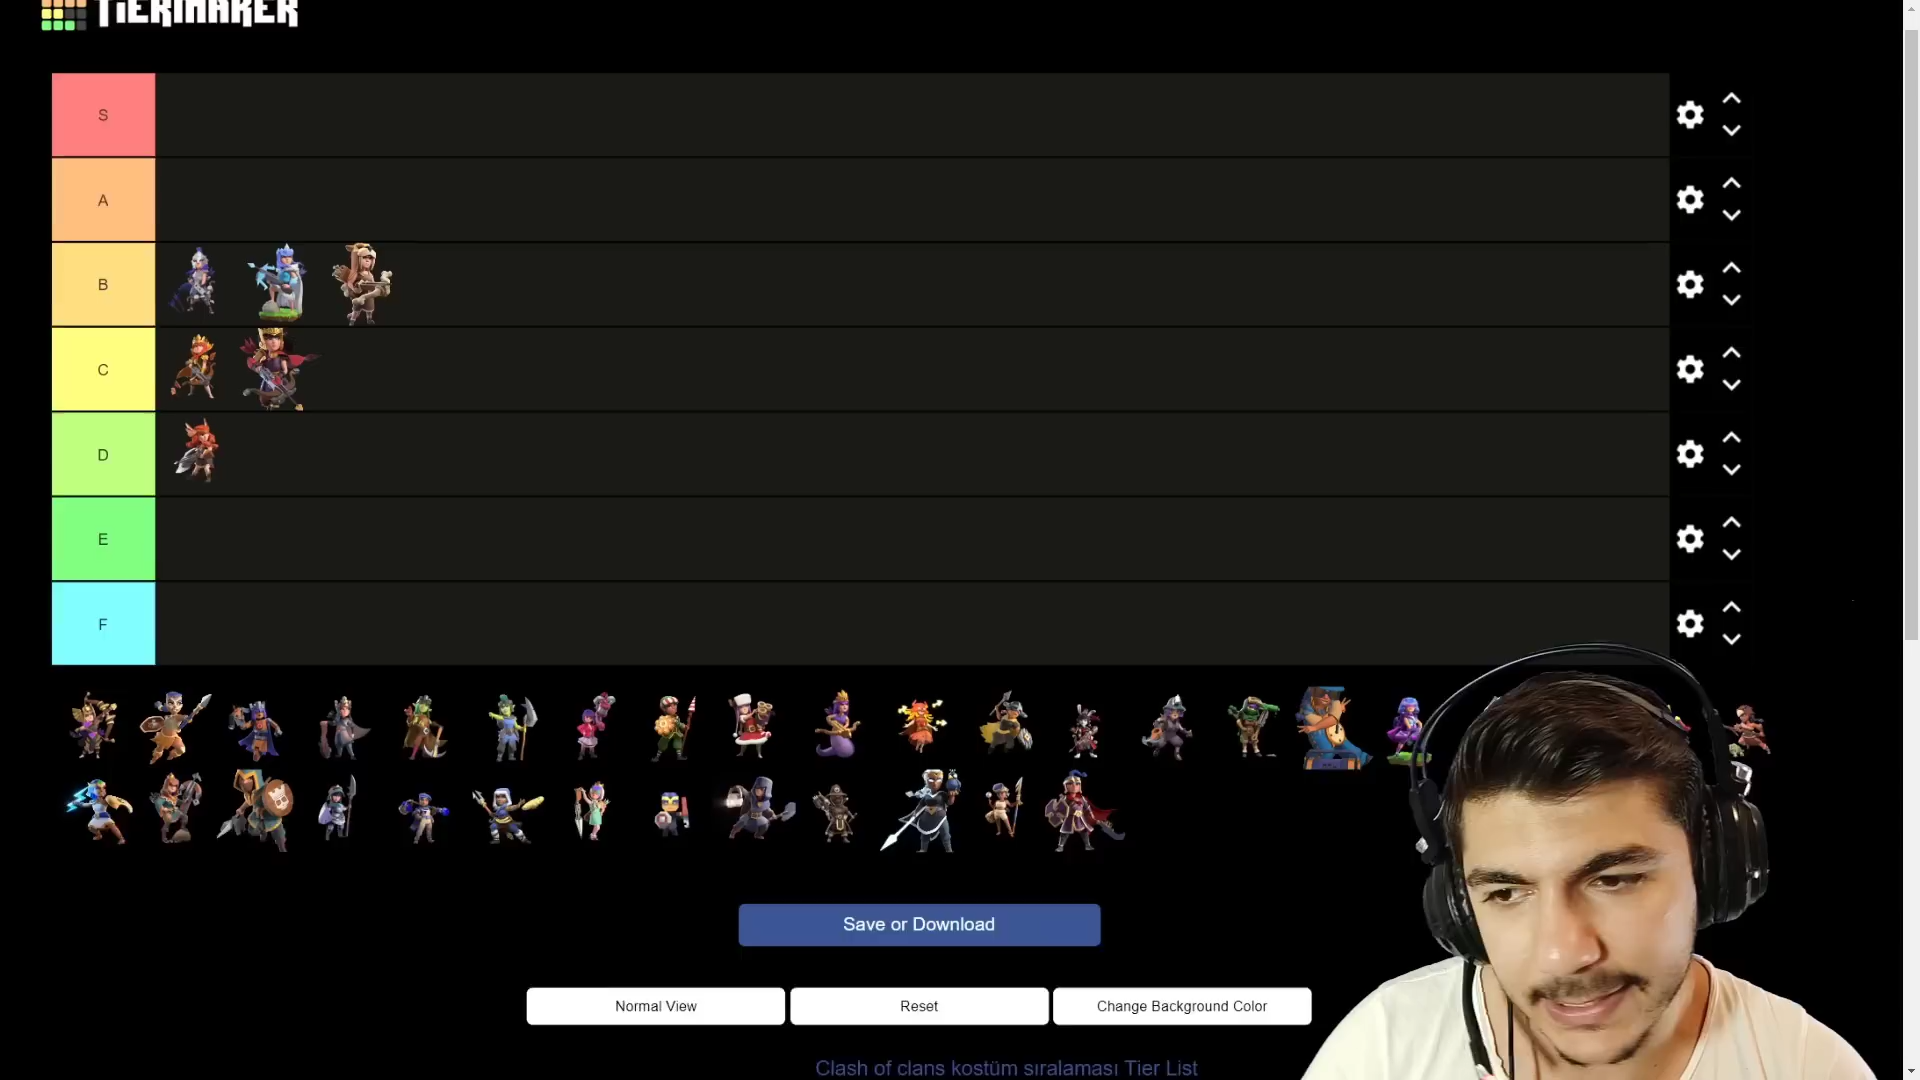 TIERMAKER
S
A
B
C
D
E
F
Save or Download
Normal View
Reset
Change Background Color
Clash of clans kostüm sıralaması Tier List